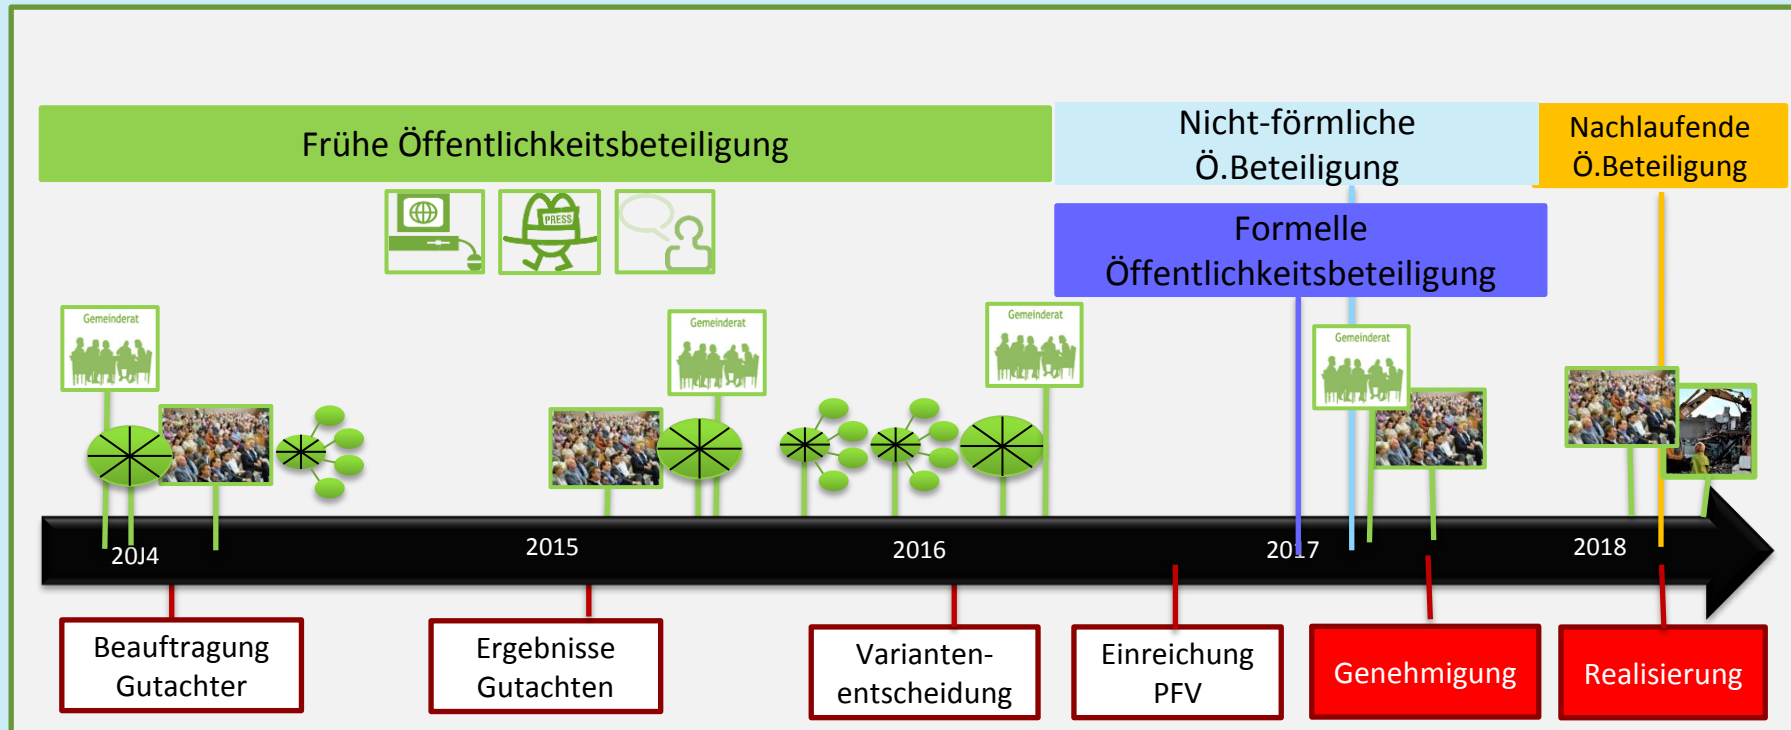 Frühe Öffentlichkeitsbeteiligung
Nicht-förmliche
Ö.Beteiligung
Nachlaufende
Ö.Beteiligung
PRESS
Formelle
Öffentlichkeitsbeteiligung
Gemeinderat
Gemeinderat
Gemeinderat
Gemeinderat
20J4
2015
2016
2017
2018
Beauftragung
Gutachter
Ergebnisse
Gutachten
Varianten-
entscheidung
Einreichung
PFV
Genehmigung
Realisierung